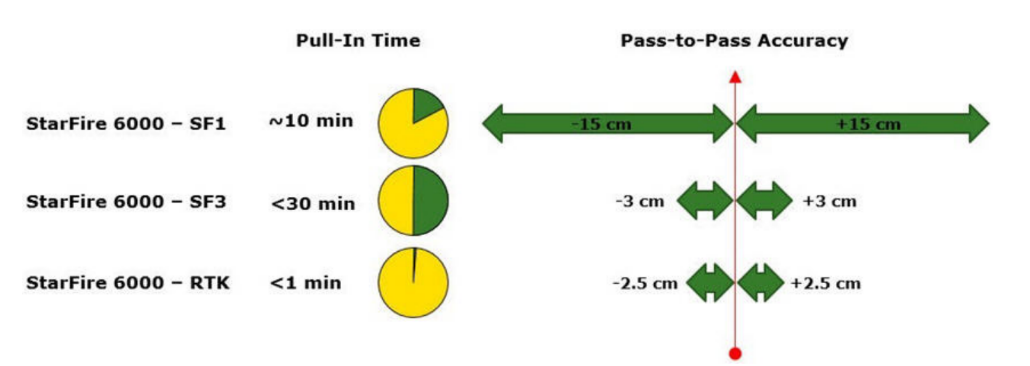 Pull-In Time Pass-to-Pass Accuracy
StarFire 6000 – SF1 ~10 min -15 cm +15 cm
StarFire 6000 – SF3 <30 min -3 cm +3 cm
StarFire 6000 – RTK <1 min -2.5 cm +2.5 cm